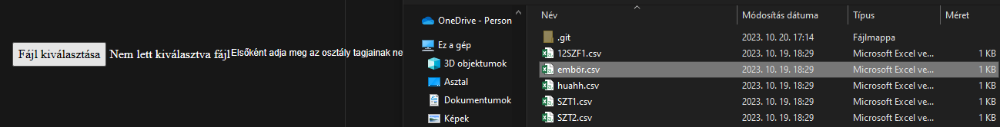 Fájl kiválasztása Nem lett kiválasztva fájl Elsőként adja meg az osztály tagjainak ne
OneDrive - Person
Ez a gép
3D objektumok
Asztal
Dokumentumok
Képek
Név Módosítás dátuma Típus Méret
.git 2023. 10. 20. 17:14 Fájlmappa
12SZF1.csv 2023. 10. 19. 18:29 Microsoft Excel ve... 1 KB
embör.csv 2023. 10. 19. 18:29 Microsoft Excel ve... 1 KB
huahh.csv 2023. 10. 19. 18:29 Microsoft Excel ve... 1 KB
SZT1.csv 2023. 10. 19. 18:29 Microsoft Excel ve... 1 KB
SZT2.csv 2023. 10. 19. 18:29 Microsoft Excel ve... 1 KB